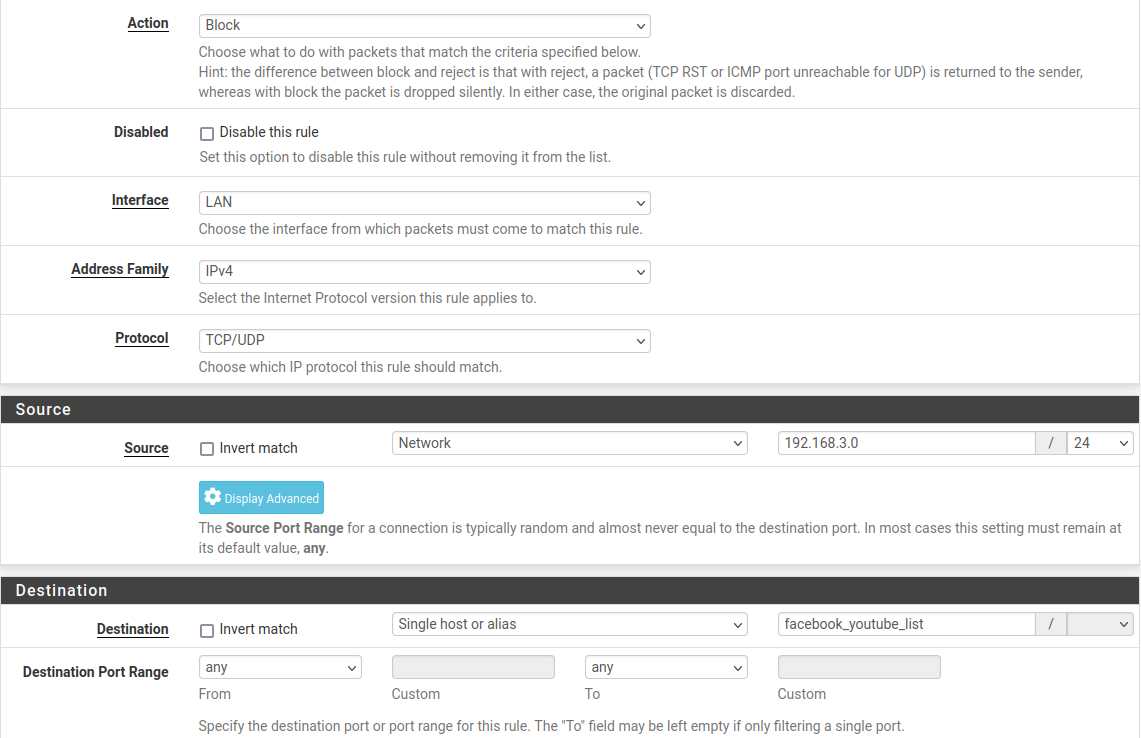 Action Block
Choose what to do with packets that match the criteria specified below.
Hint: the difference between block and reject is that with reject, a packet (TCP RST or ICMP port unreachable for UDP) is returned to the sender,
whereas with block the packet is dropped silently. In either case, the original packet is discarded.
Disabled Disable this rule
Set this option to disable this rule without removing it from the list.
Interface LAN
Choose the interface from which packets must come to match this rule.
Address Family IPv4
Select the Internet Protocol version this rule applies to.
Protocol TCP/UDP
Choose which IP protocol this rule should match.
Source
Source Invert match Network 192.168.3.0 / 24
Display Advanced
The Source Port Range for a connection is typically random and almost never equal to the destination port. In most cases this setting must remain at
its default value, any.
Destination
Destination Invert match Single host or alias facebook_youtube_list /
Destination Port Range any any
From Custom To Custom
Specify the destination port or port range for this rule. The "To" field may be left empty if only filtering a single port.